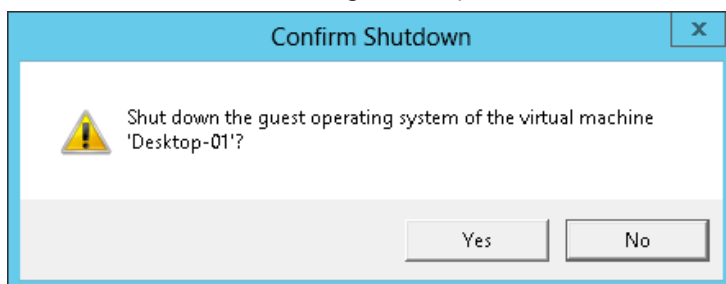 Confirm Shutdown
x
Shut down the guest operating system of the virtual machine
'Desktop-01'?
Yes
No